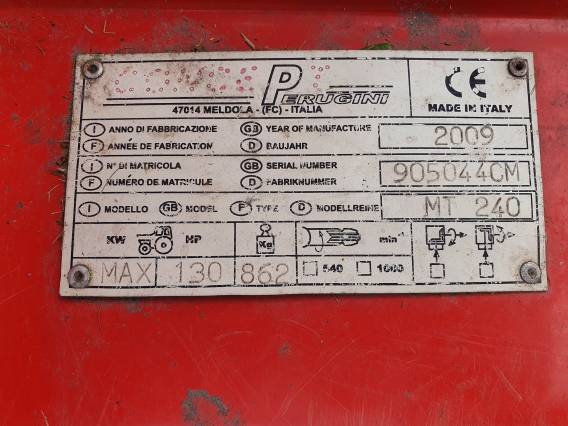 PERUGINI
47014 MELDOLA - (FC) - ITALIA
CE
MADE IN ITALY
I ANNO DI FABBRICAZIONE GB YEAR OF MANUFACTURE 2009
F ANNÉE DE FABRICATION D BAUJAHR
I N° DI MATRICOLA GB SERIAL NUMBER 905044CM
F NUMÉRO DE MATRICULE D FABRIKNUMMER
I MODELLO GB MODEL F TYPE D MODELLREIHE MT 240
KW HP Kg min
MAX 130 862 540 1000